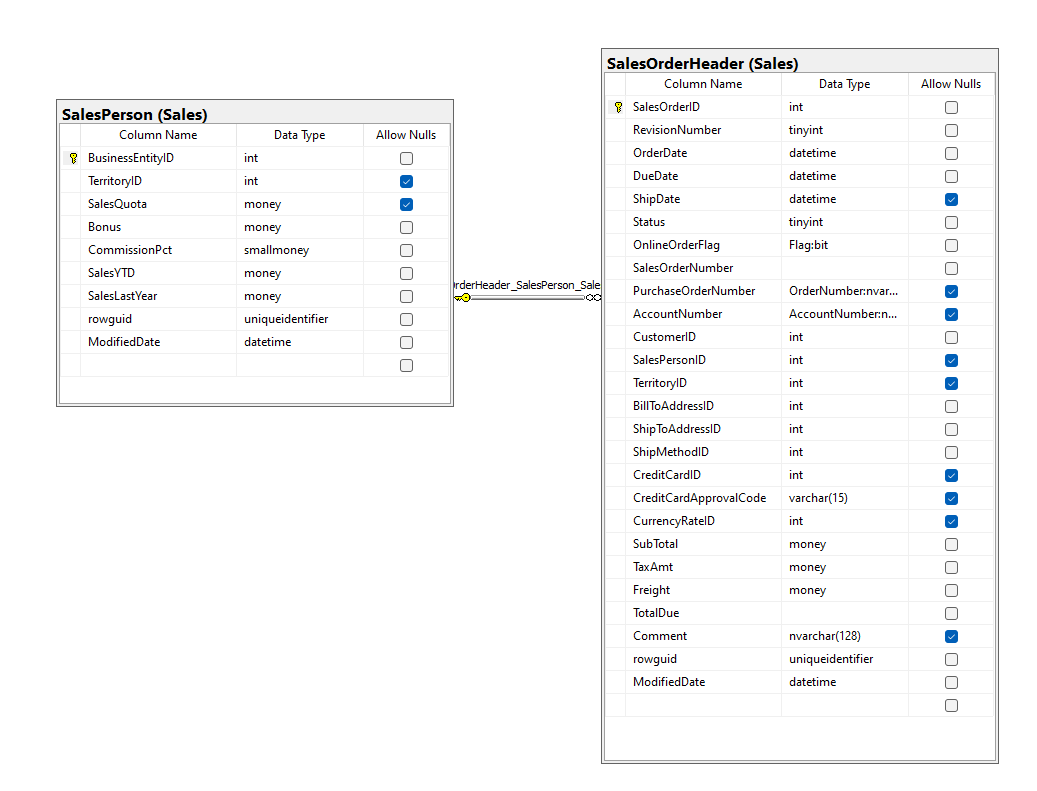 SalesPerson (Sales)
Column Name Data Type Allow Nulls
BusinessEntityID int
TerritoryID int
SalesQuota money
Bonus money
CommissionPct smallmoney
SalesYTD money
SalesLastYear money
rowguid uniqueidentifier
ModifiedDate datetime
rderHeader_SalesPerson_Sale
SalesOrderHeader (Sales)
Column Name Data Type Allow Nulls
SalesOrderID int
RevisionNumber tinyint
OrderDate datetime
DueDate datetime
ShipDate datetime
Status tinyint
OnlineOrderFlag Flag:bit
SalesOrderNumber
PurchaseOrderNumber OrderNumber:nvar...
AccountNumber AccountNumber:n...
CustomerID int
SalesPersonID int
TerritoryID int
BillToAddressID int
ShipToAddressID int
ShipMethodID int
CreditCardID int
CreditCardApprovalCode varchar(15)
CurrencyRateID int
SubTotal money
TaxAmt money
Freight money
TotalDue
Comment nvarchar(128)
rowguid uniqueidentifier
ModifiedDate datetime